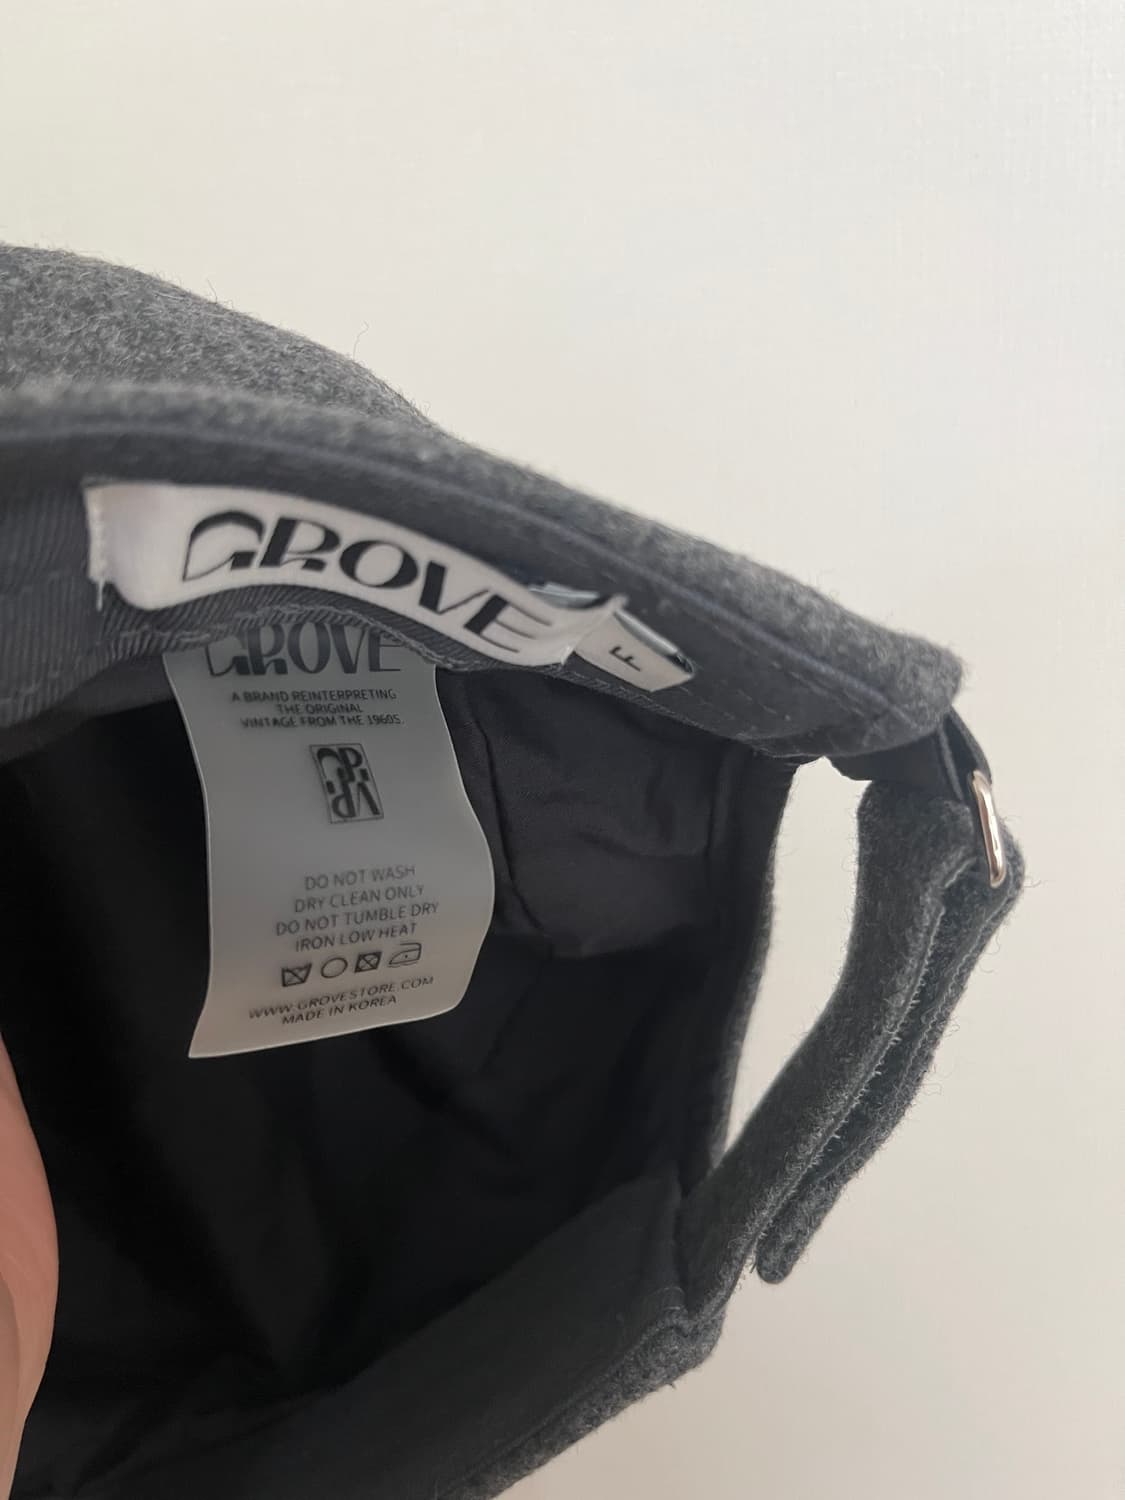 GROVE
F
GROVE
A BRAND REINTERPRETING
THE ORIGINAL
VINTAGE FROM THE 1960S.
DO NOT WASH
DRY CLEAN ONLY
DO NOT TUMBLE DRY
IRON LOW HEAT
WWW.GROVESTORE.COM
MADE IN KOREA